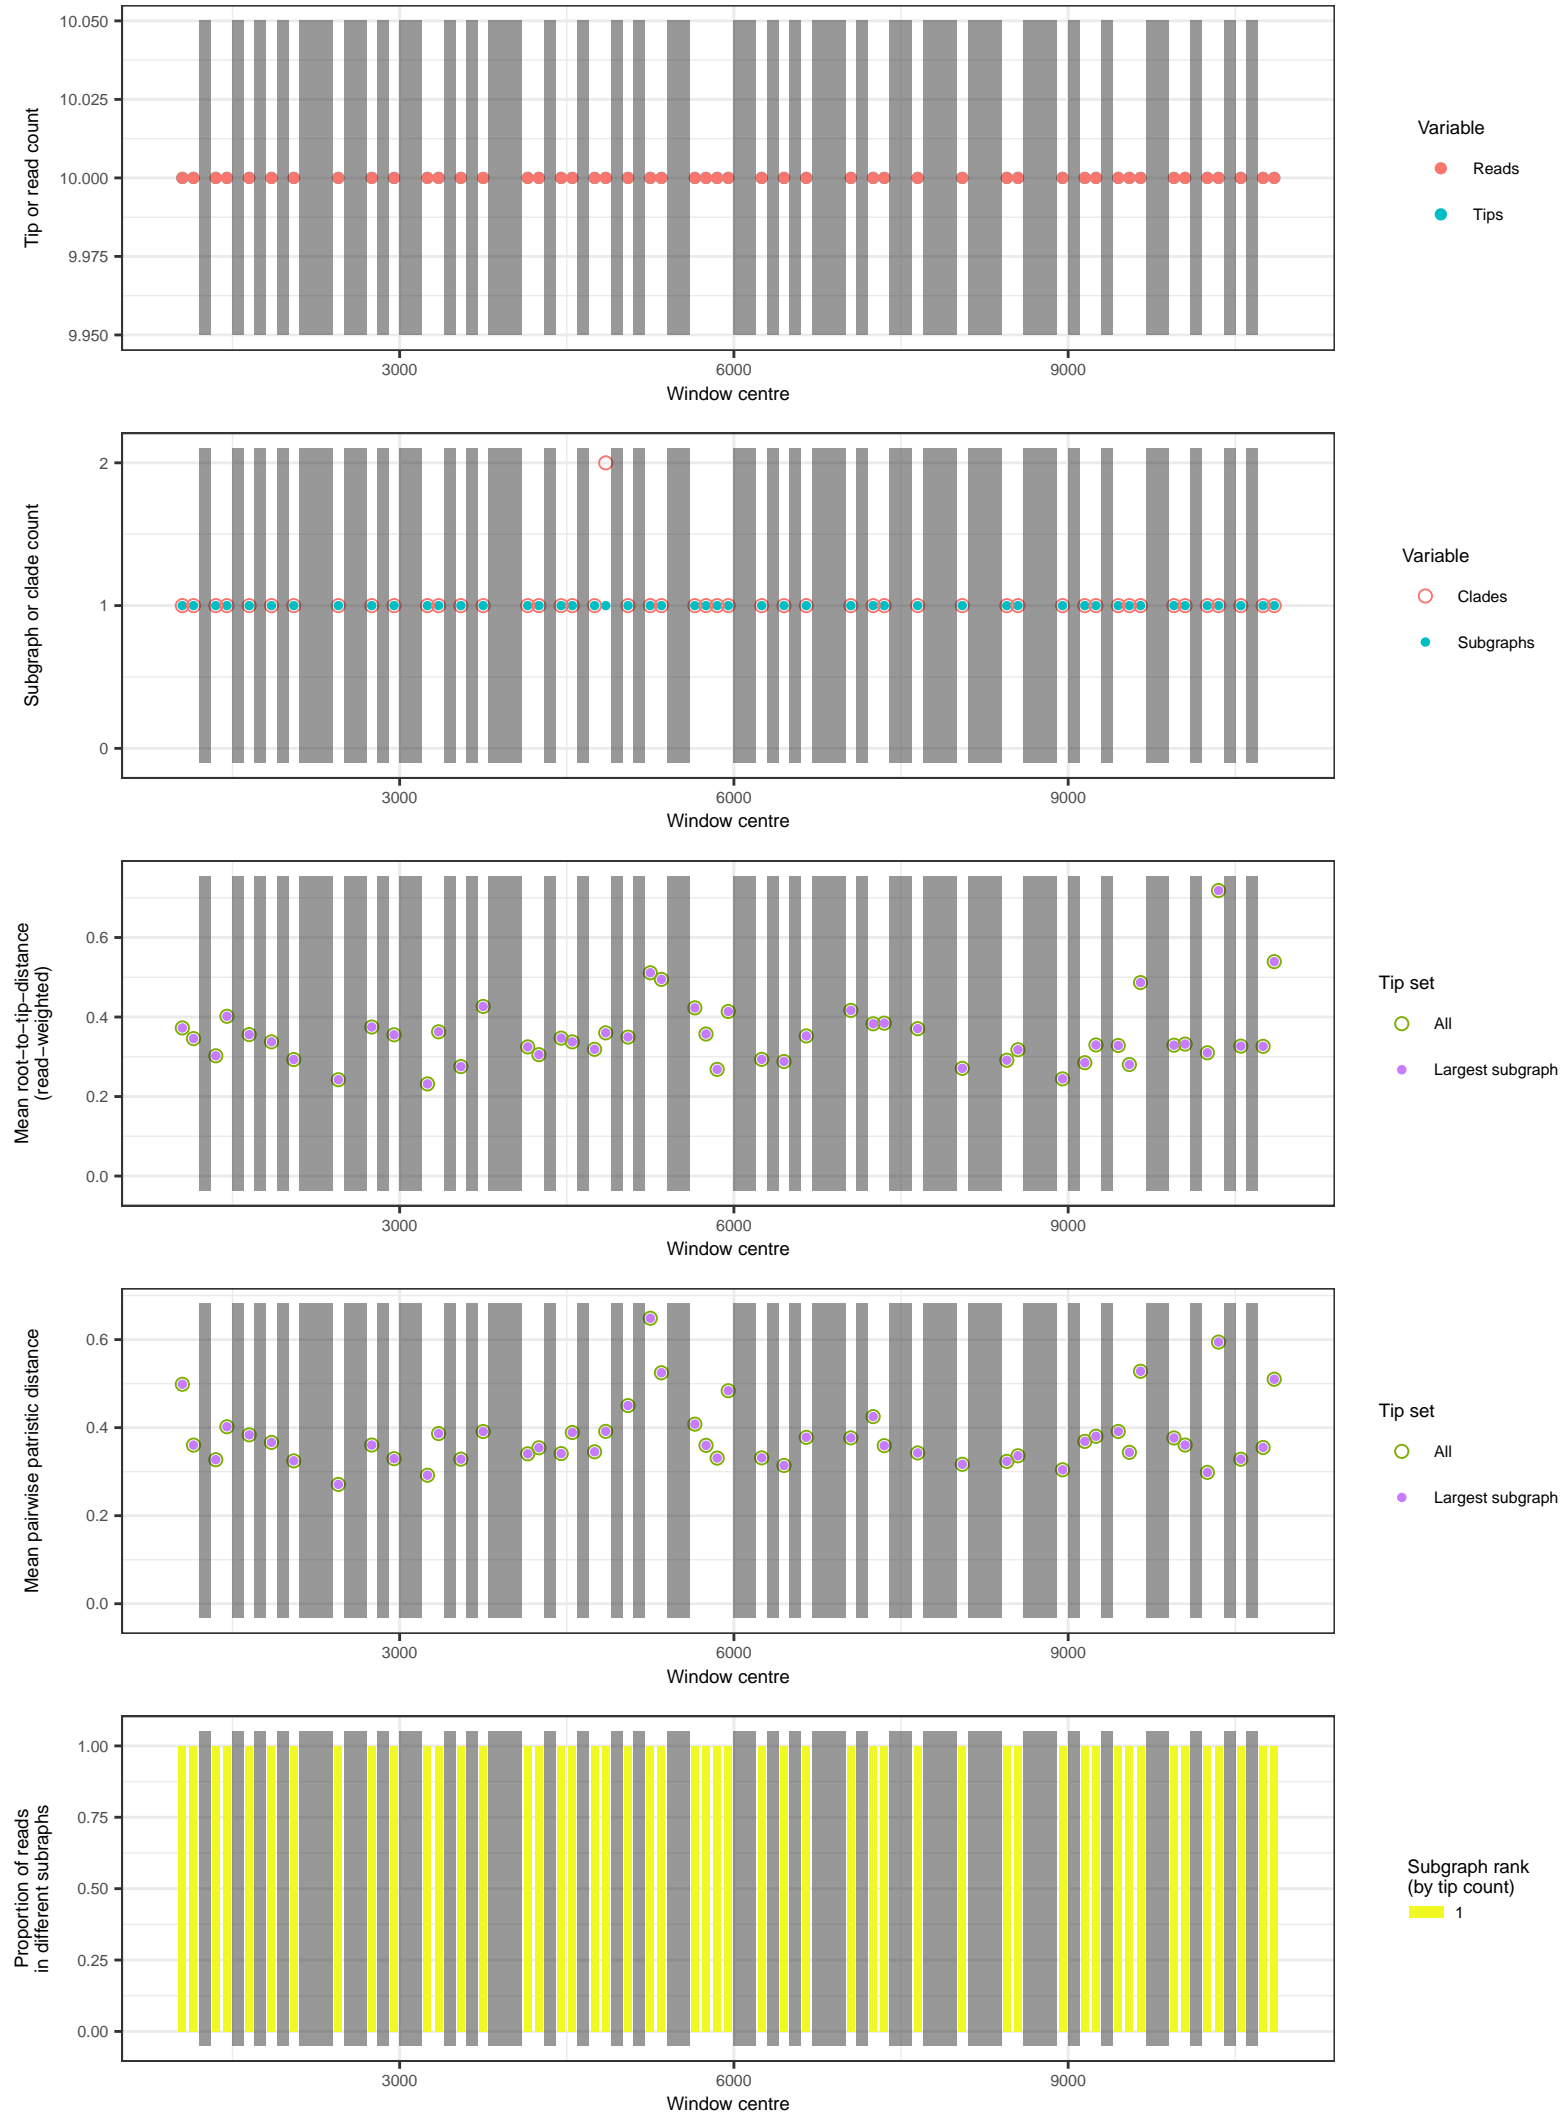 10.050
10.025
10.000
9.975
9.950
Tip or read count
3000
6000
9000
Window centre
Variable
Reads
Tips
2
1
0
Subgraph or clade count
3000
6000
9000
Window centre
Variable
Clades
Subgraphs
0.6
0.4
0.2
0.0
Mean root−to−tip−distance
(read−weighted)
3000
6000
9000
Window centre
Tip set
All
Largest subgraph
0.6
0.4
0.2
0.0
Mean pairwise patristic distance
3000
6000
9000
Window centre
Tip set
All
Largest subgraph
1.00
0.75
0.50
0.25
0.00
Proportion of reads
in different subraphs
3000
6000
9000
Window centre
Subgraph rank
(by tip count)
1